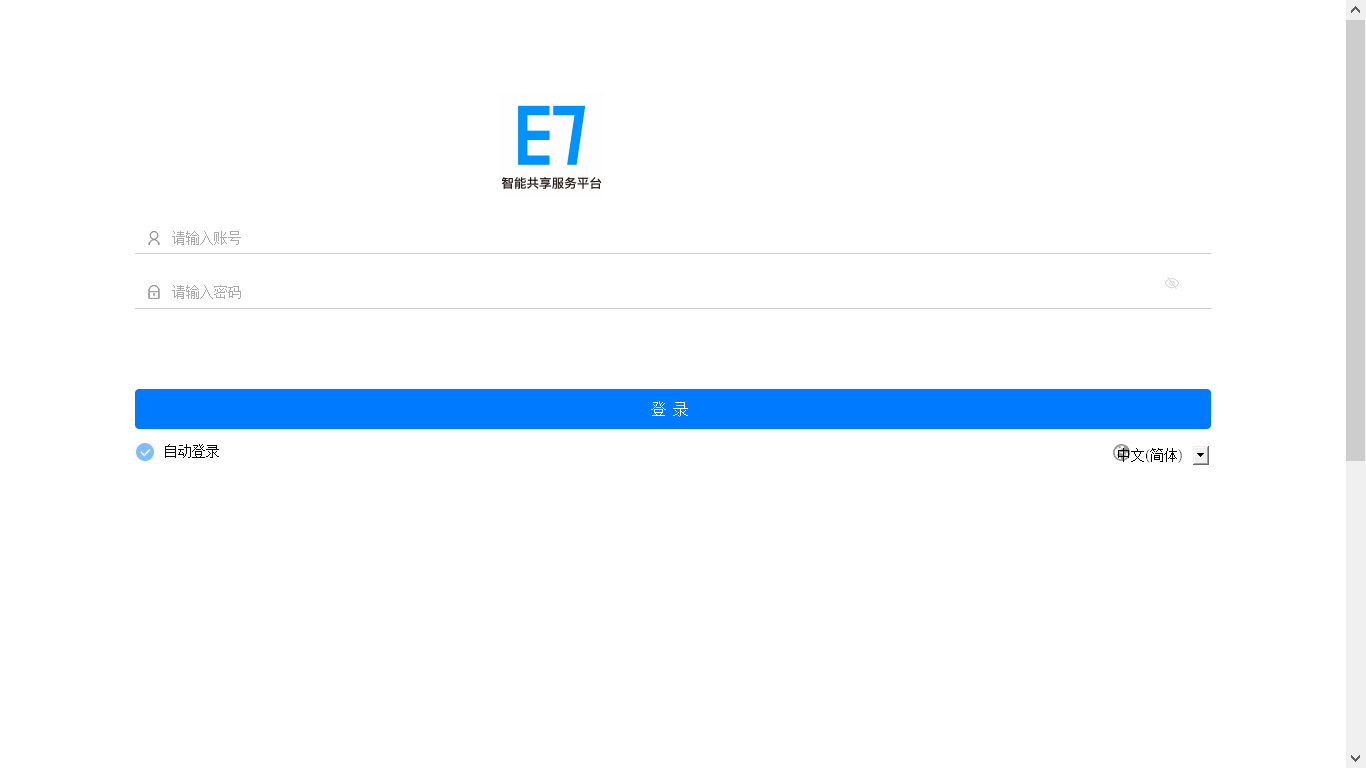 E7
智能共享服务平台
请输入账号
请输入密码
登 录
自动登录
中文(简体)